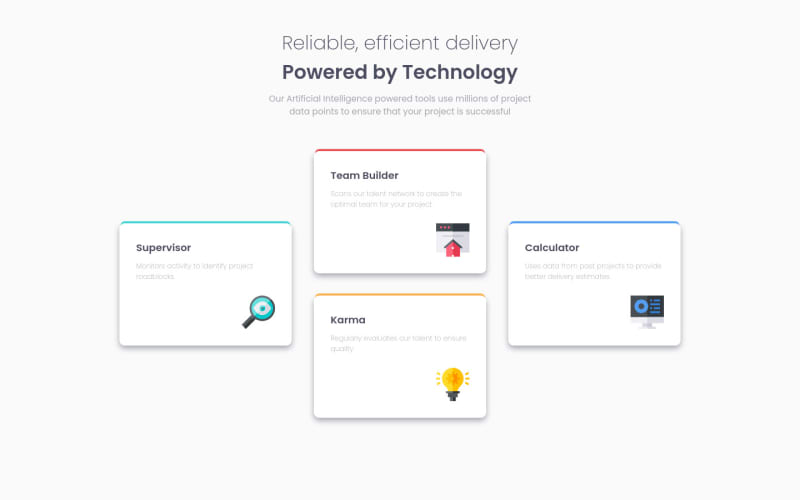 Reliable, efficient delivery
Powered by Technology
Our Artificial Intelligence powered tools use millions of project
data points to ensure that your project is successful
Team Builder
Scans our talent network to create the
optimal team for your project
Supervisor
Monitors activity to identify project
roadblocks
Calculator
Uses data from past projects to provide
better delivery estimates
Karma
Regularly evaluates our talent to ensure
quality